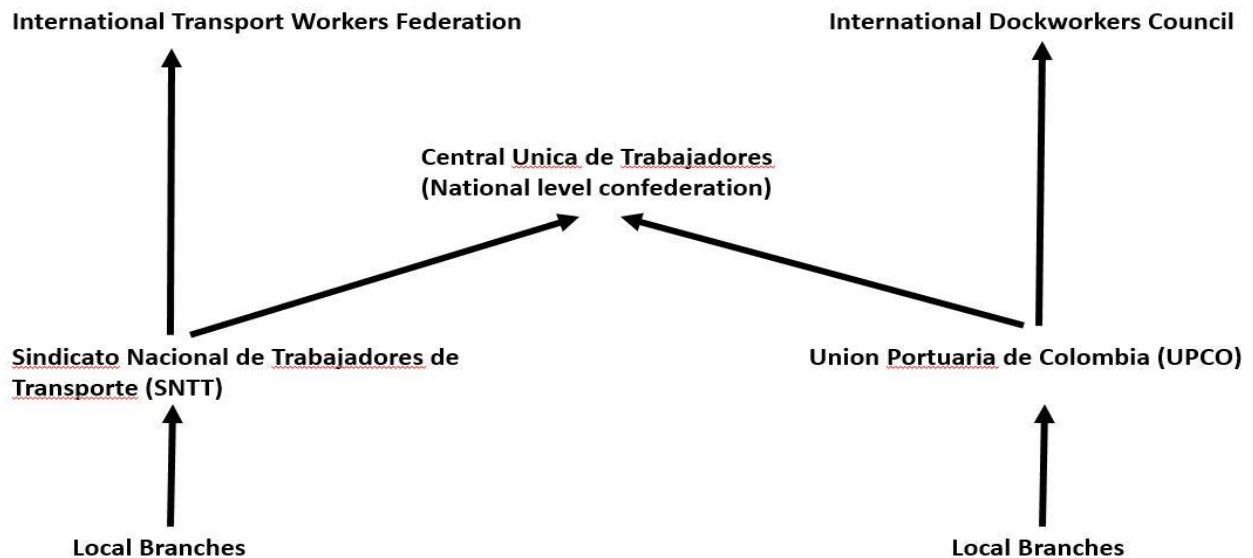 International Transport Workers Federation
International Dockworkers Council
Central Unica de Trabajadores
(National level confederation)
Sindicato Nacional de Trabajadores de
Transporte (SNTT)
Union Portuaria de Colombia (UPCO)
Local Branches
Local Branches